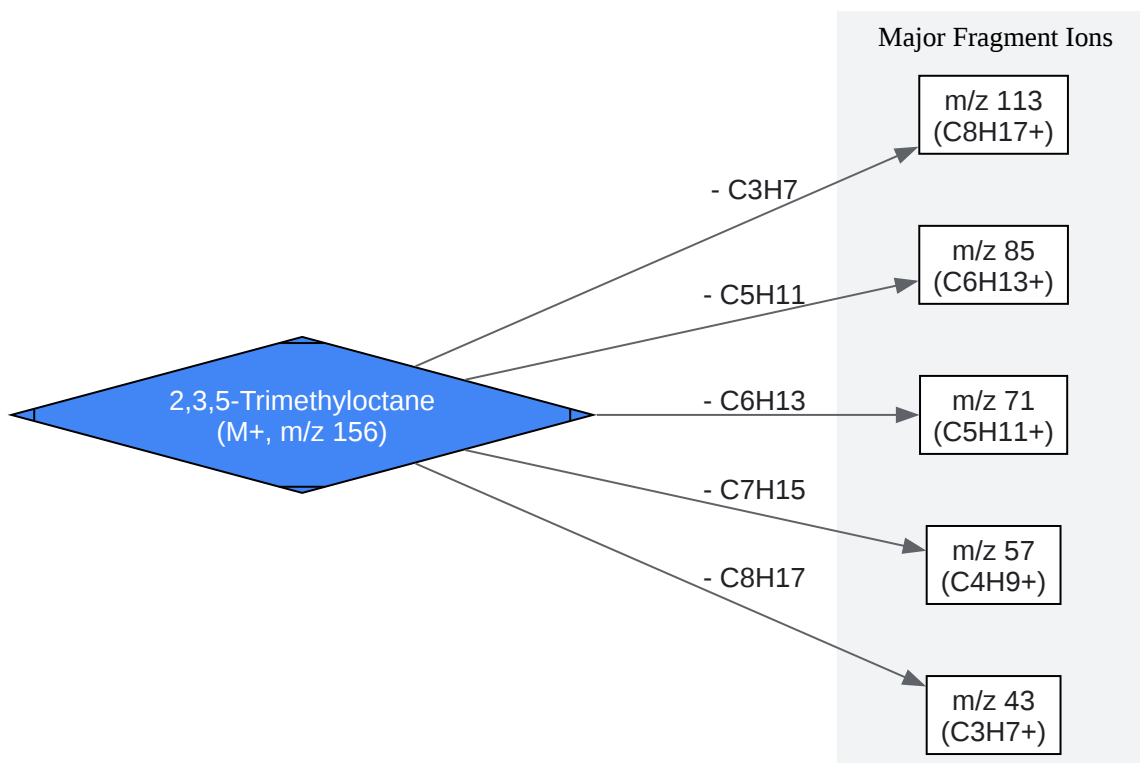 Major Fragment Ions
m/z 113
(C8H17+)
- C3H7
m/z 85
(C6H13+)
- C5H11
2,3,5-Trimethyloctane
(M+, m/z 156)
- C6H13
m/z 71
(C5H11+)
- C7H15
m/z 57
(C4H9+)
- C8H17
m/z 43
(C3H7+)